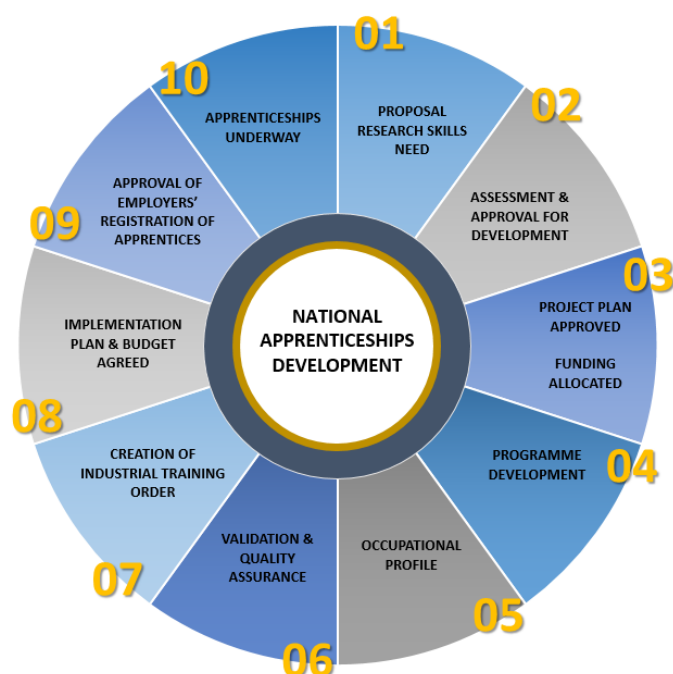 01
PROPOSAL
RESEARCH SKILLS
NEED
02
ASSESSMENT &
APPROVAL FOR
DEVELOPMENT
03
PROJECT PLAN
APPROVED
FUNDING
ALLOCATED
04
PROGRAMME
DEVELOPMENT
05
OCCUPATIONAL
PROFILE
06
VALIDATION &
QUALITY
ASSURANCE
07
CREATION OF
INDUSTRIAL TRAINING
ORDER
08
IMPLEMENTATION
PLAN & BUDGET
AGREED
09
APPROVAL OF
EMPLOYERS’
REGISTRATION OF
APPRENTICES
10
APPRENTICESHIPS
UNDERWAY
NATIONAL
APPRENTICESHIPS
DEVELOPMENT